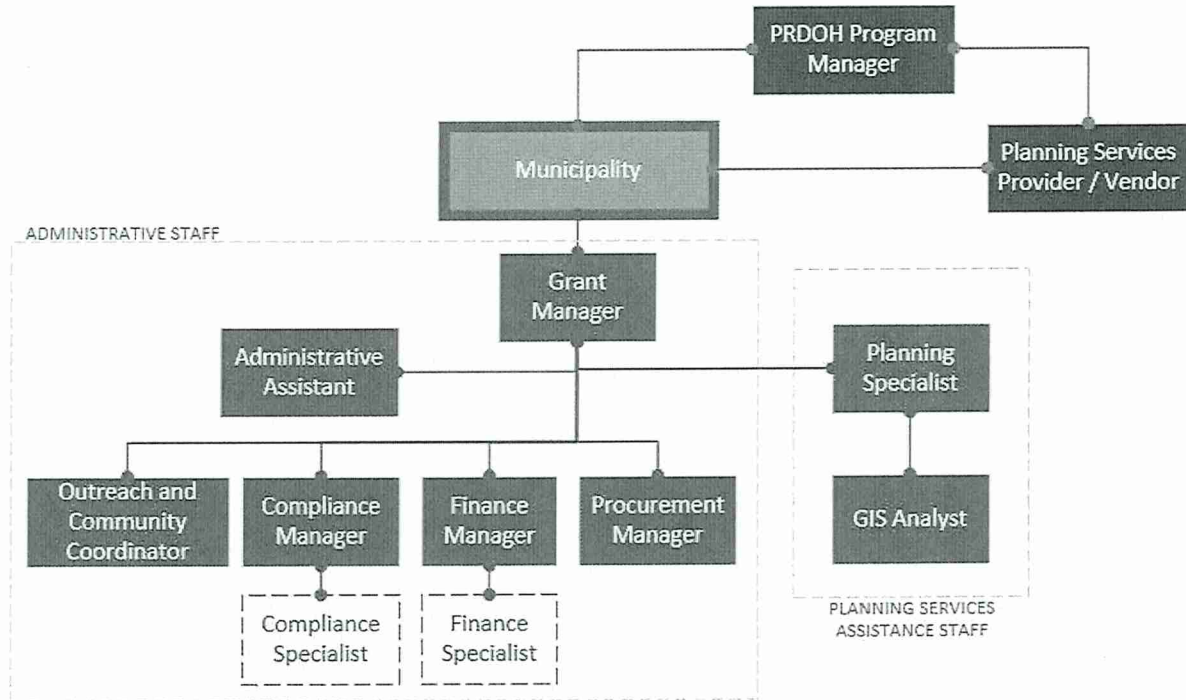 PRDOH Program
Manager
Municipality
Planning Services
Provider / Vendor
ADMINISTRATIVE STAFF
Grant
Manager
Administrative
Assistant
Planning
Specialist
Outreach and
Community
Coordinator
Compliance
Manager
Finance
Manager
Procurement
Manager
GIS Analyst
Compliance
Specialist
Finance
Specialist
PLANNING SERVICES
ASSISTANCE STAFF